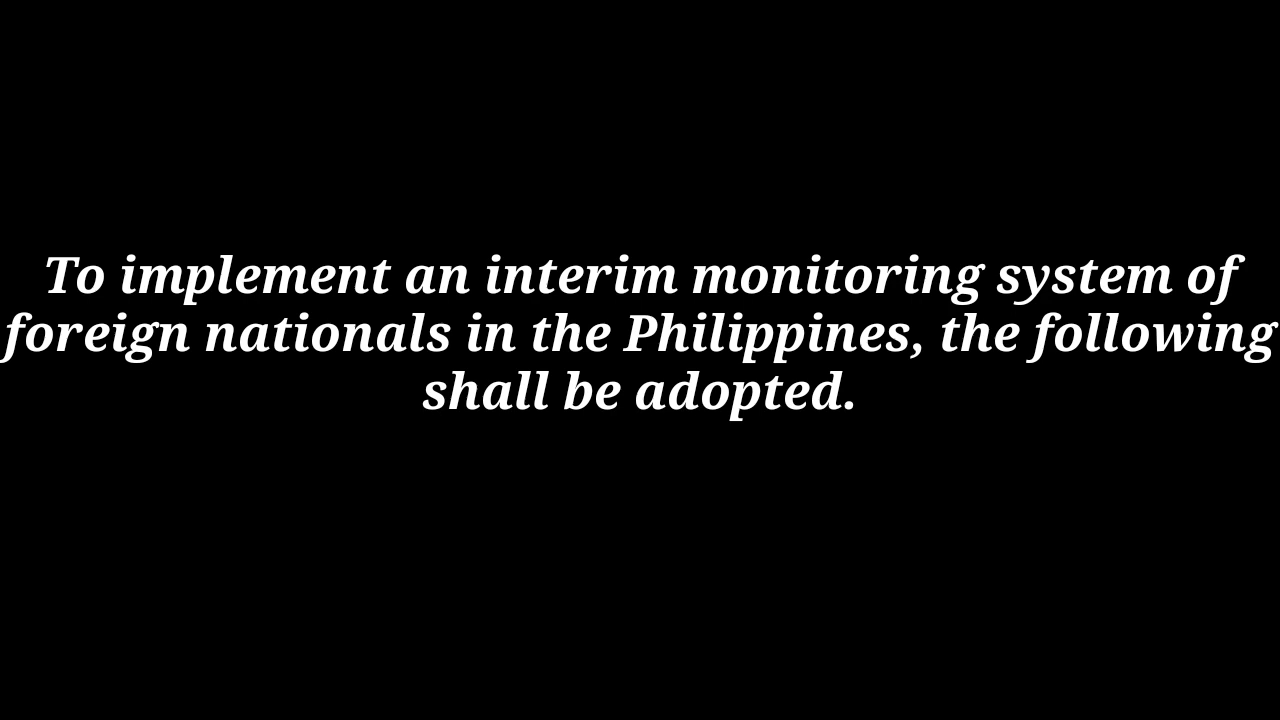 To implement an interim monitoring system of
foreign nationals in the Philippines, the following
shall be adopted.